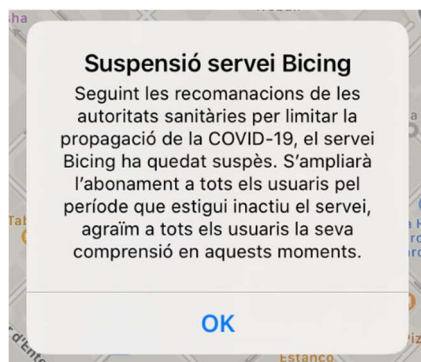 Suspensió servei Bicing
Seguint les recomanacions de les
autoritats sanitàries per limitar la
propagació de la COVID-19, el servei
Bicing ha quedat suspès. S'ampliarà
l'abonament a tots els usuaris pel
període que estigui inactiu el servei,
agraïm a tots els usuaris la seva
comprensió en aquests moments.
OK
Estanco